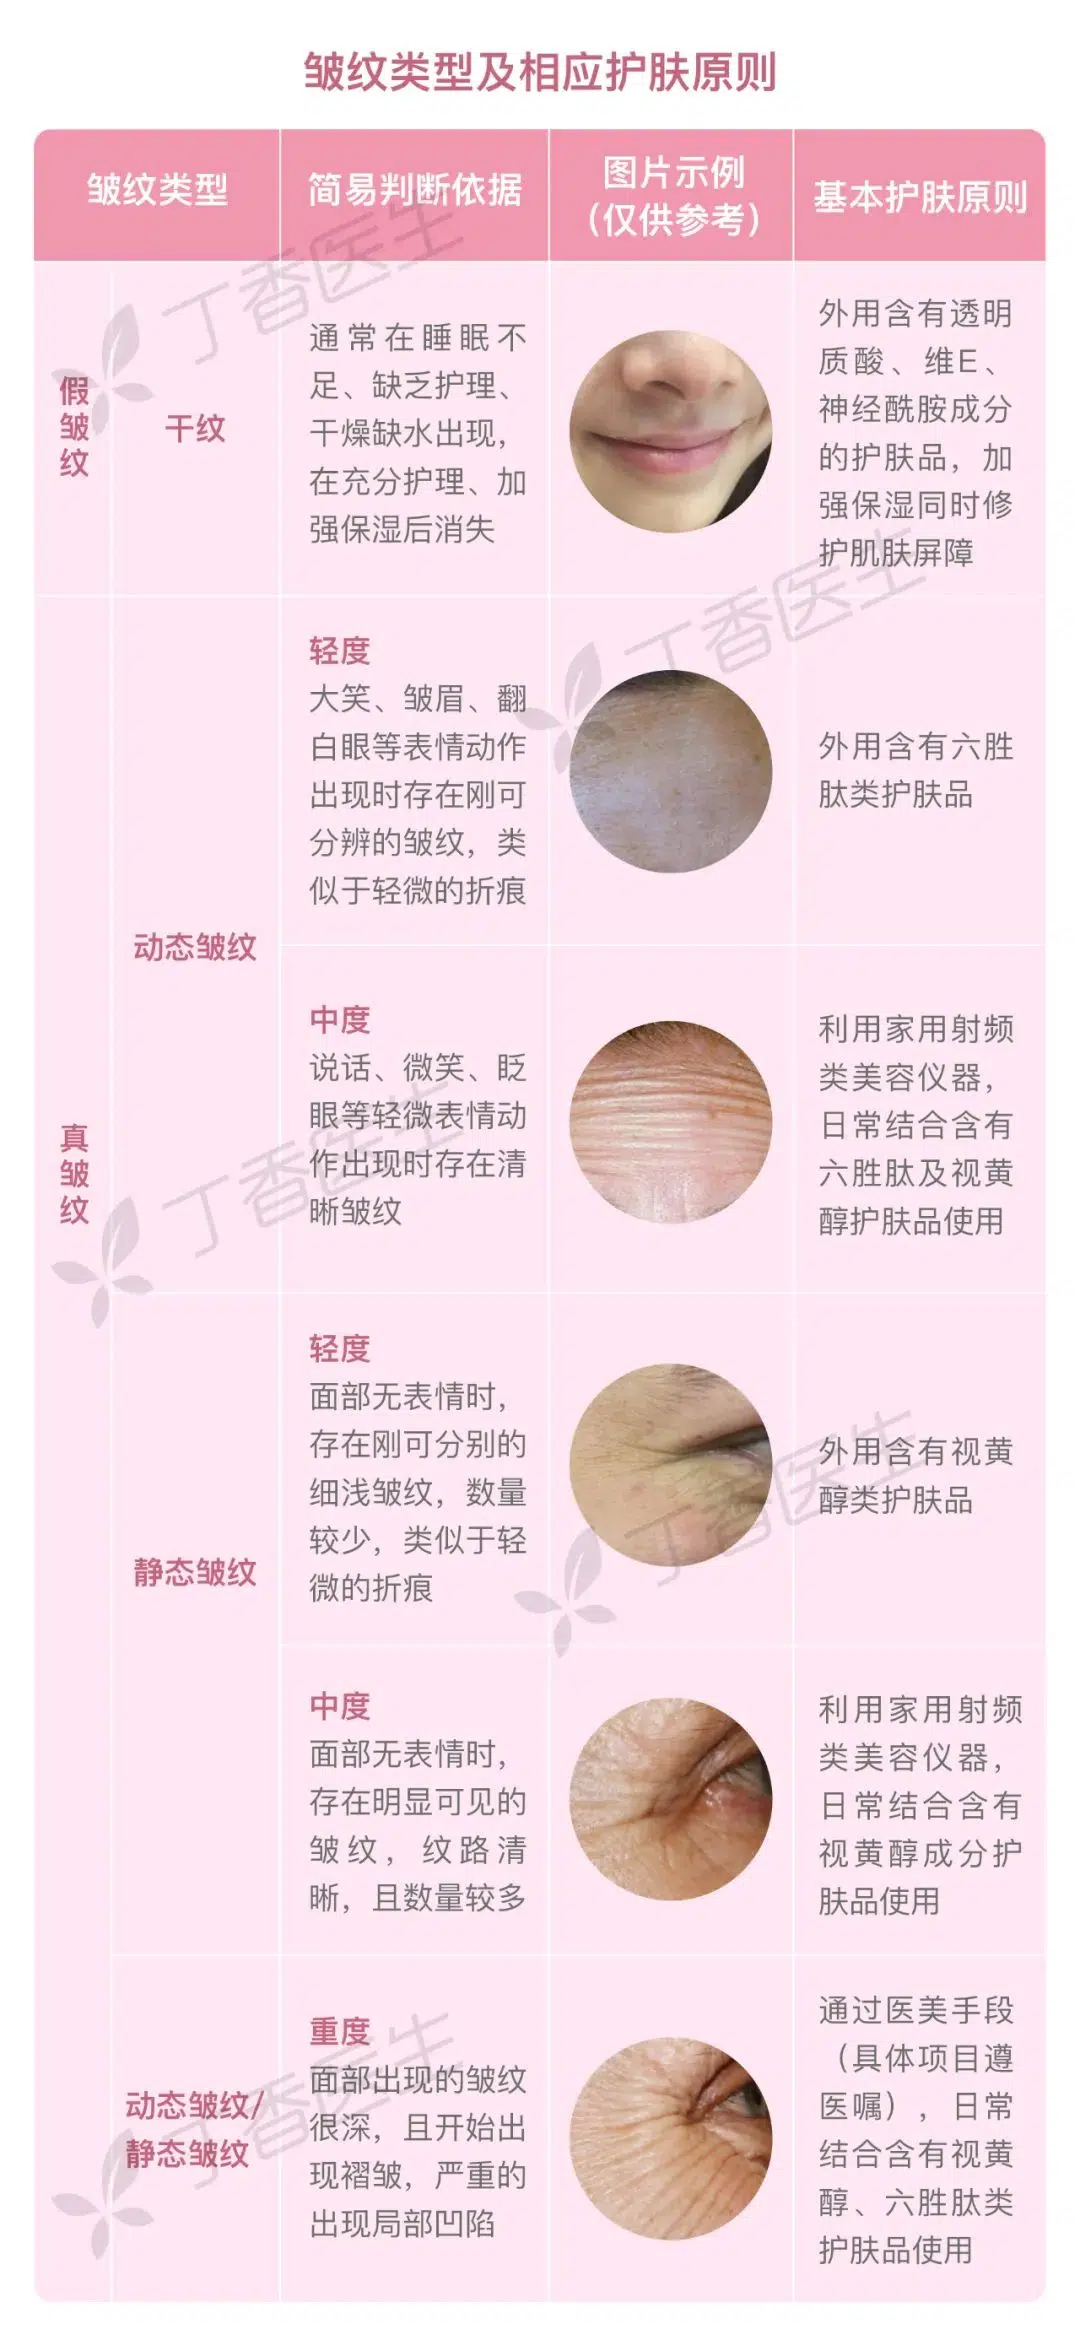 皱纹类型及相应护肤原则
皱纹类型
简易判断依据
图片示例
（仅供参考）
基本护肤原则
假皱纹
干纹
通常在睡眠不
足、缺乏护理、
干燥缺水出现，
在充分护理、加
强保湿后消失
外用含有透明
质酸、维E、
神经酰胺成分
的护肤品，加
强保湿同时修
护肌肤屏障
真皱纹
动态皱纹
轻度
大笑、皱眉、翻
白眼等表情动作
出现时存在刚可
分辨的皱纹，类
似于轻微的折痕
外用含有六胜
肽类护肤品
中度
说话、微笑、眨
眼等轻微表情动
作出现时存在清
晰皱纹
利用家用射频
类美容仪器，
日常结合含有
六胜肽及视黄
醇护肤品使用
静态皱纹
轻度
面部无表情时，
存在刚可分别的
细浅皱纹，数量
较少，类似于轻
微的折痕
外用含有视黄
醇类护肤品
中度
面部无表情时，
存在明显可见的
皱纹，纹路清
晰，且数量较多
利用家用射频
类美容仪器，
日常结合含有
视黄醇成分护
肤品使用
动态皱纹/
静态皱纹
重度
面部出现的皱纹
很深，且开始出
现褶皱，严重的
出现局部凹陷
通过医美手段
（具体项目遵
医嘱），日常
结合含有视黄
醇、六胜肽类
护肤品使用
丁香医生
丁香医生
丁香医生
丁香医生
丁香医生